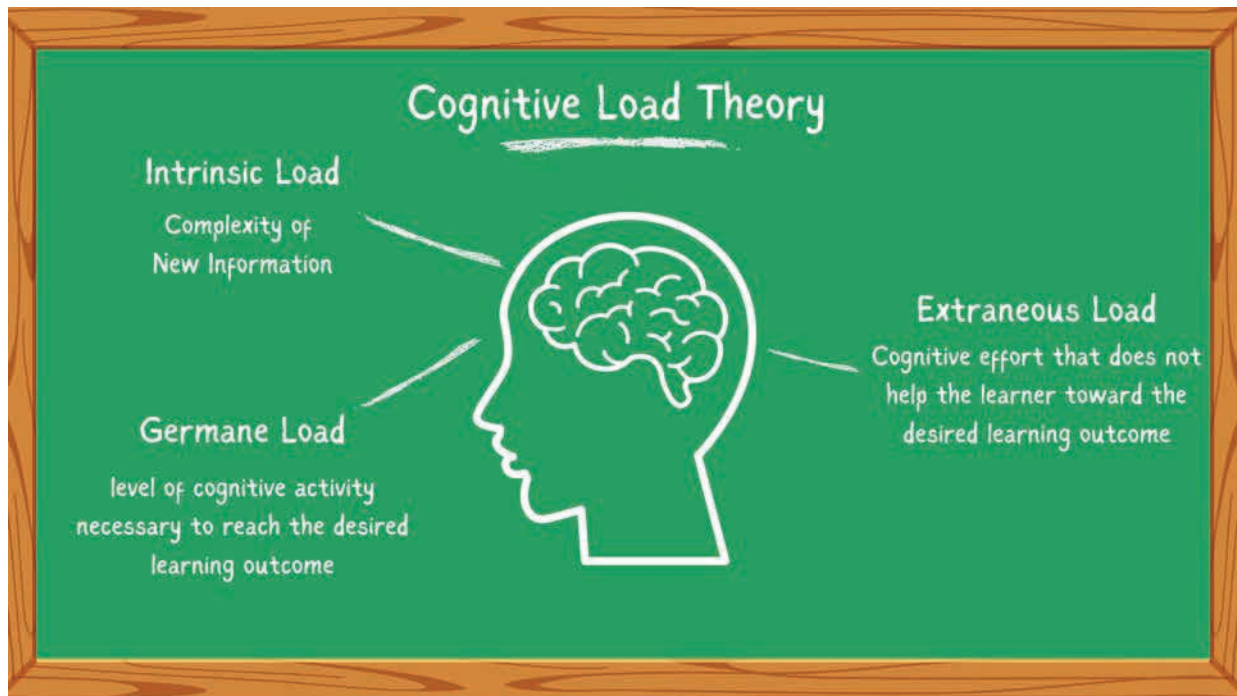 Cognitive Load Theory
Intrinsic Load
Complexity of
New Information
Germane Load
level of cognitive activity
necessary to reach the desired
learning outcome
Extraneous Load
Cognitive effort that does not
help the learner toward the
desired learning outcome